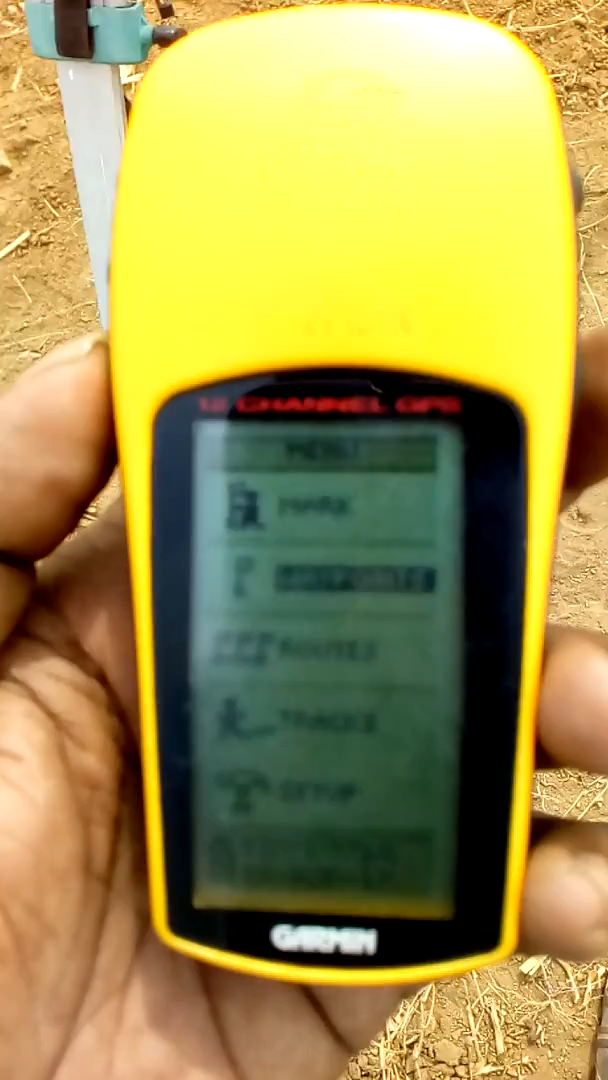 12 CHANNEL GPS
MENU
MARK
WAYPOINTS
ROUTES
TRACKS
SETUP
GARMIN